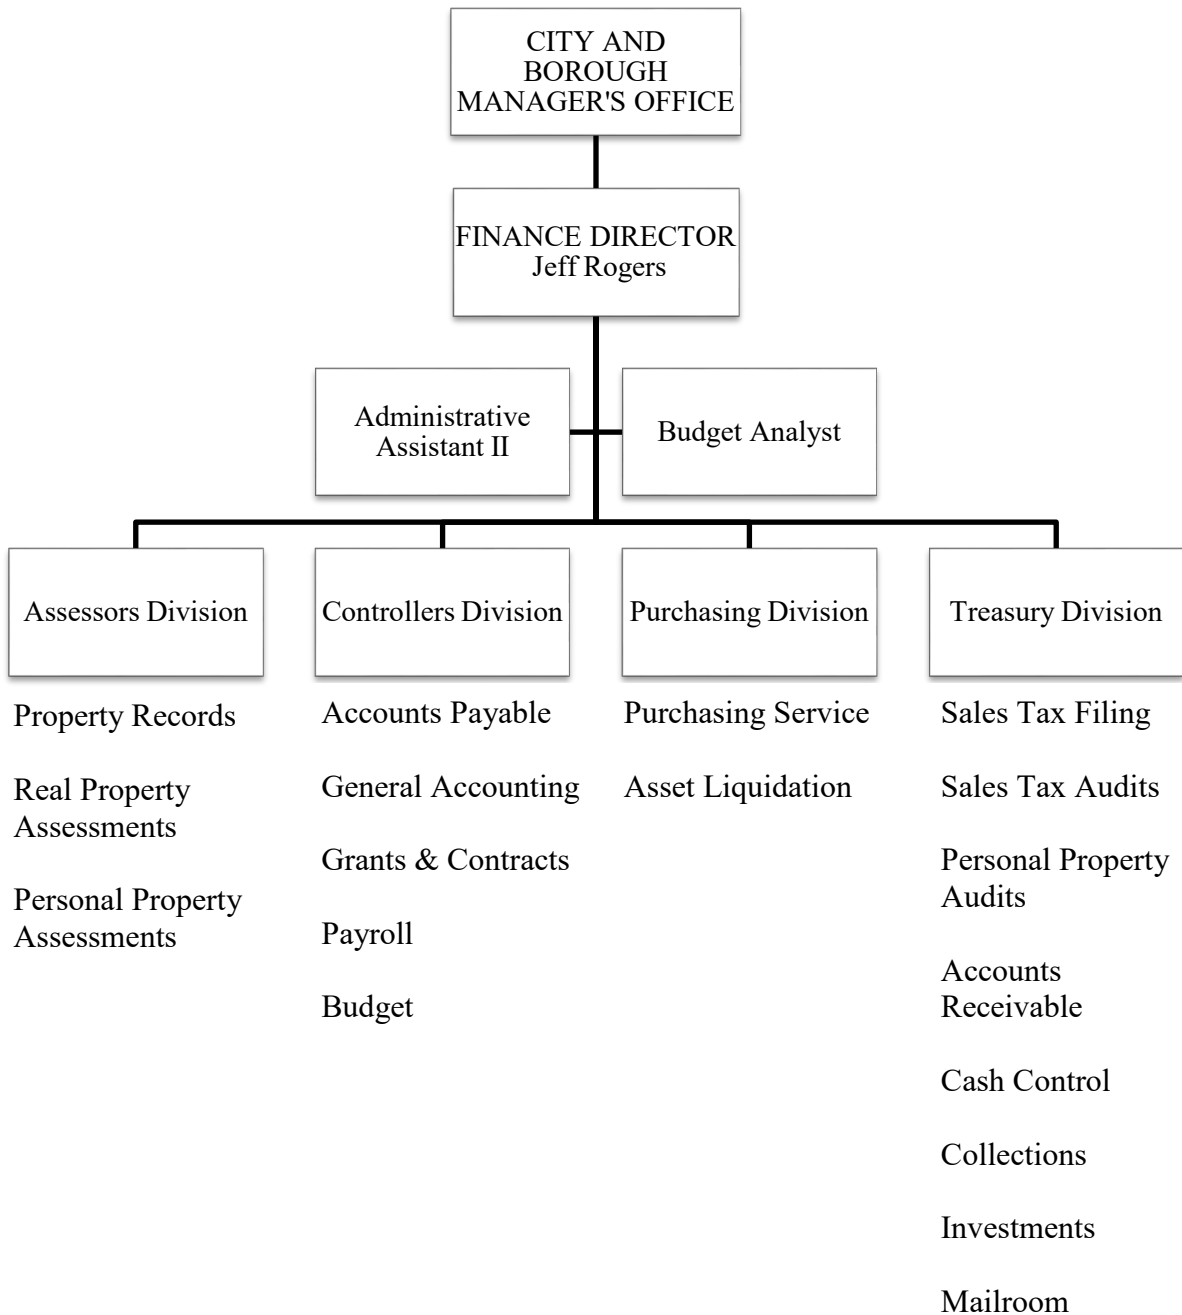 CITY AND
BOROUGH
MANAGER'S OFFICE
FINANCE DIRECTOR
Jeff Rogers
Administrative
Assistant II
Budget Analyst
Assessors Division
Controllers Division
Purchasing Division
Treasury Division
Property Records
Real Property
Assessments
Personal Property
Assessments
Accounts Payable
General Accounting
Grants & Contracts
Payroll
Budget
Purchasing Service
Asset Liquidation
Sales Tax Filing
Sales Tax Audits
Personal Property
Audits
Accounts
Receivable
Cash Control
Collections
Investments
Mailroom